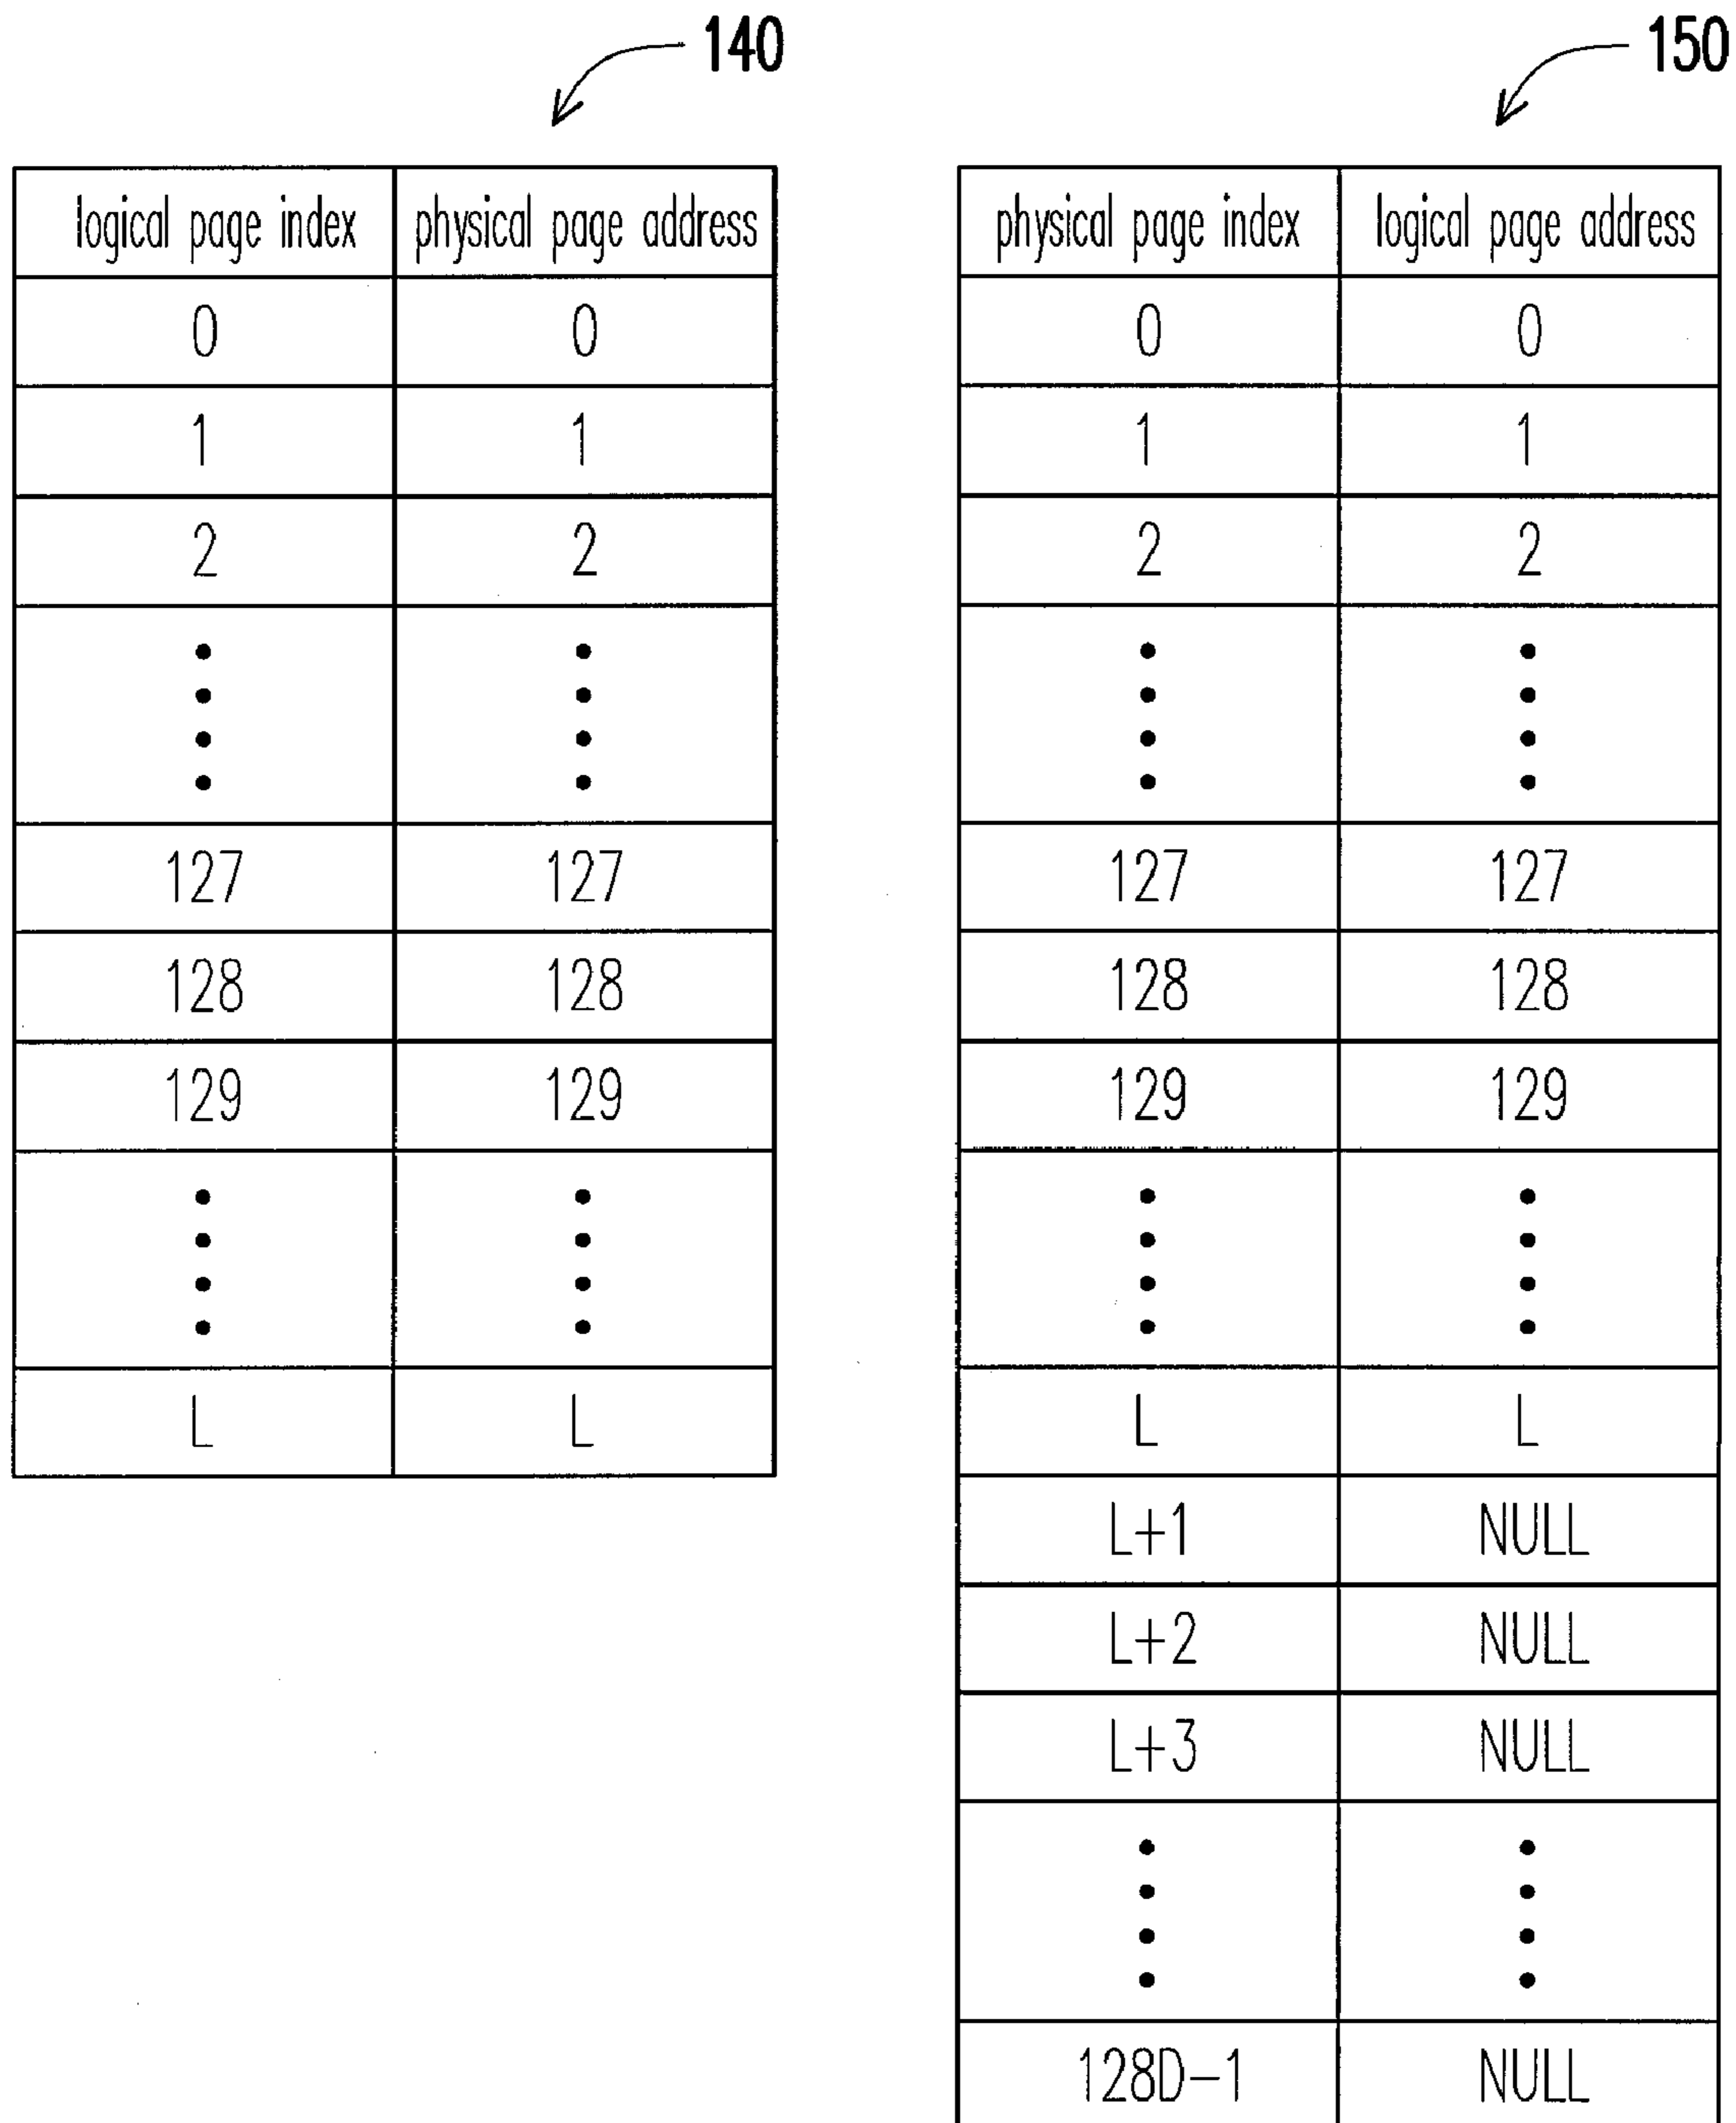 140
logical page index physical page address
0 0
1 1
2 2
127 127
128 128
129 129
L L
150
physical page index logical page address
0 0
1 1
2 2
127 127
128 128
129 129
L L
L+1 NULL
L+2 NULL
L+3 NULL
128D-1 NULL